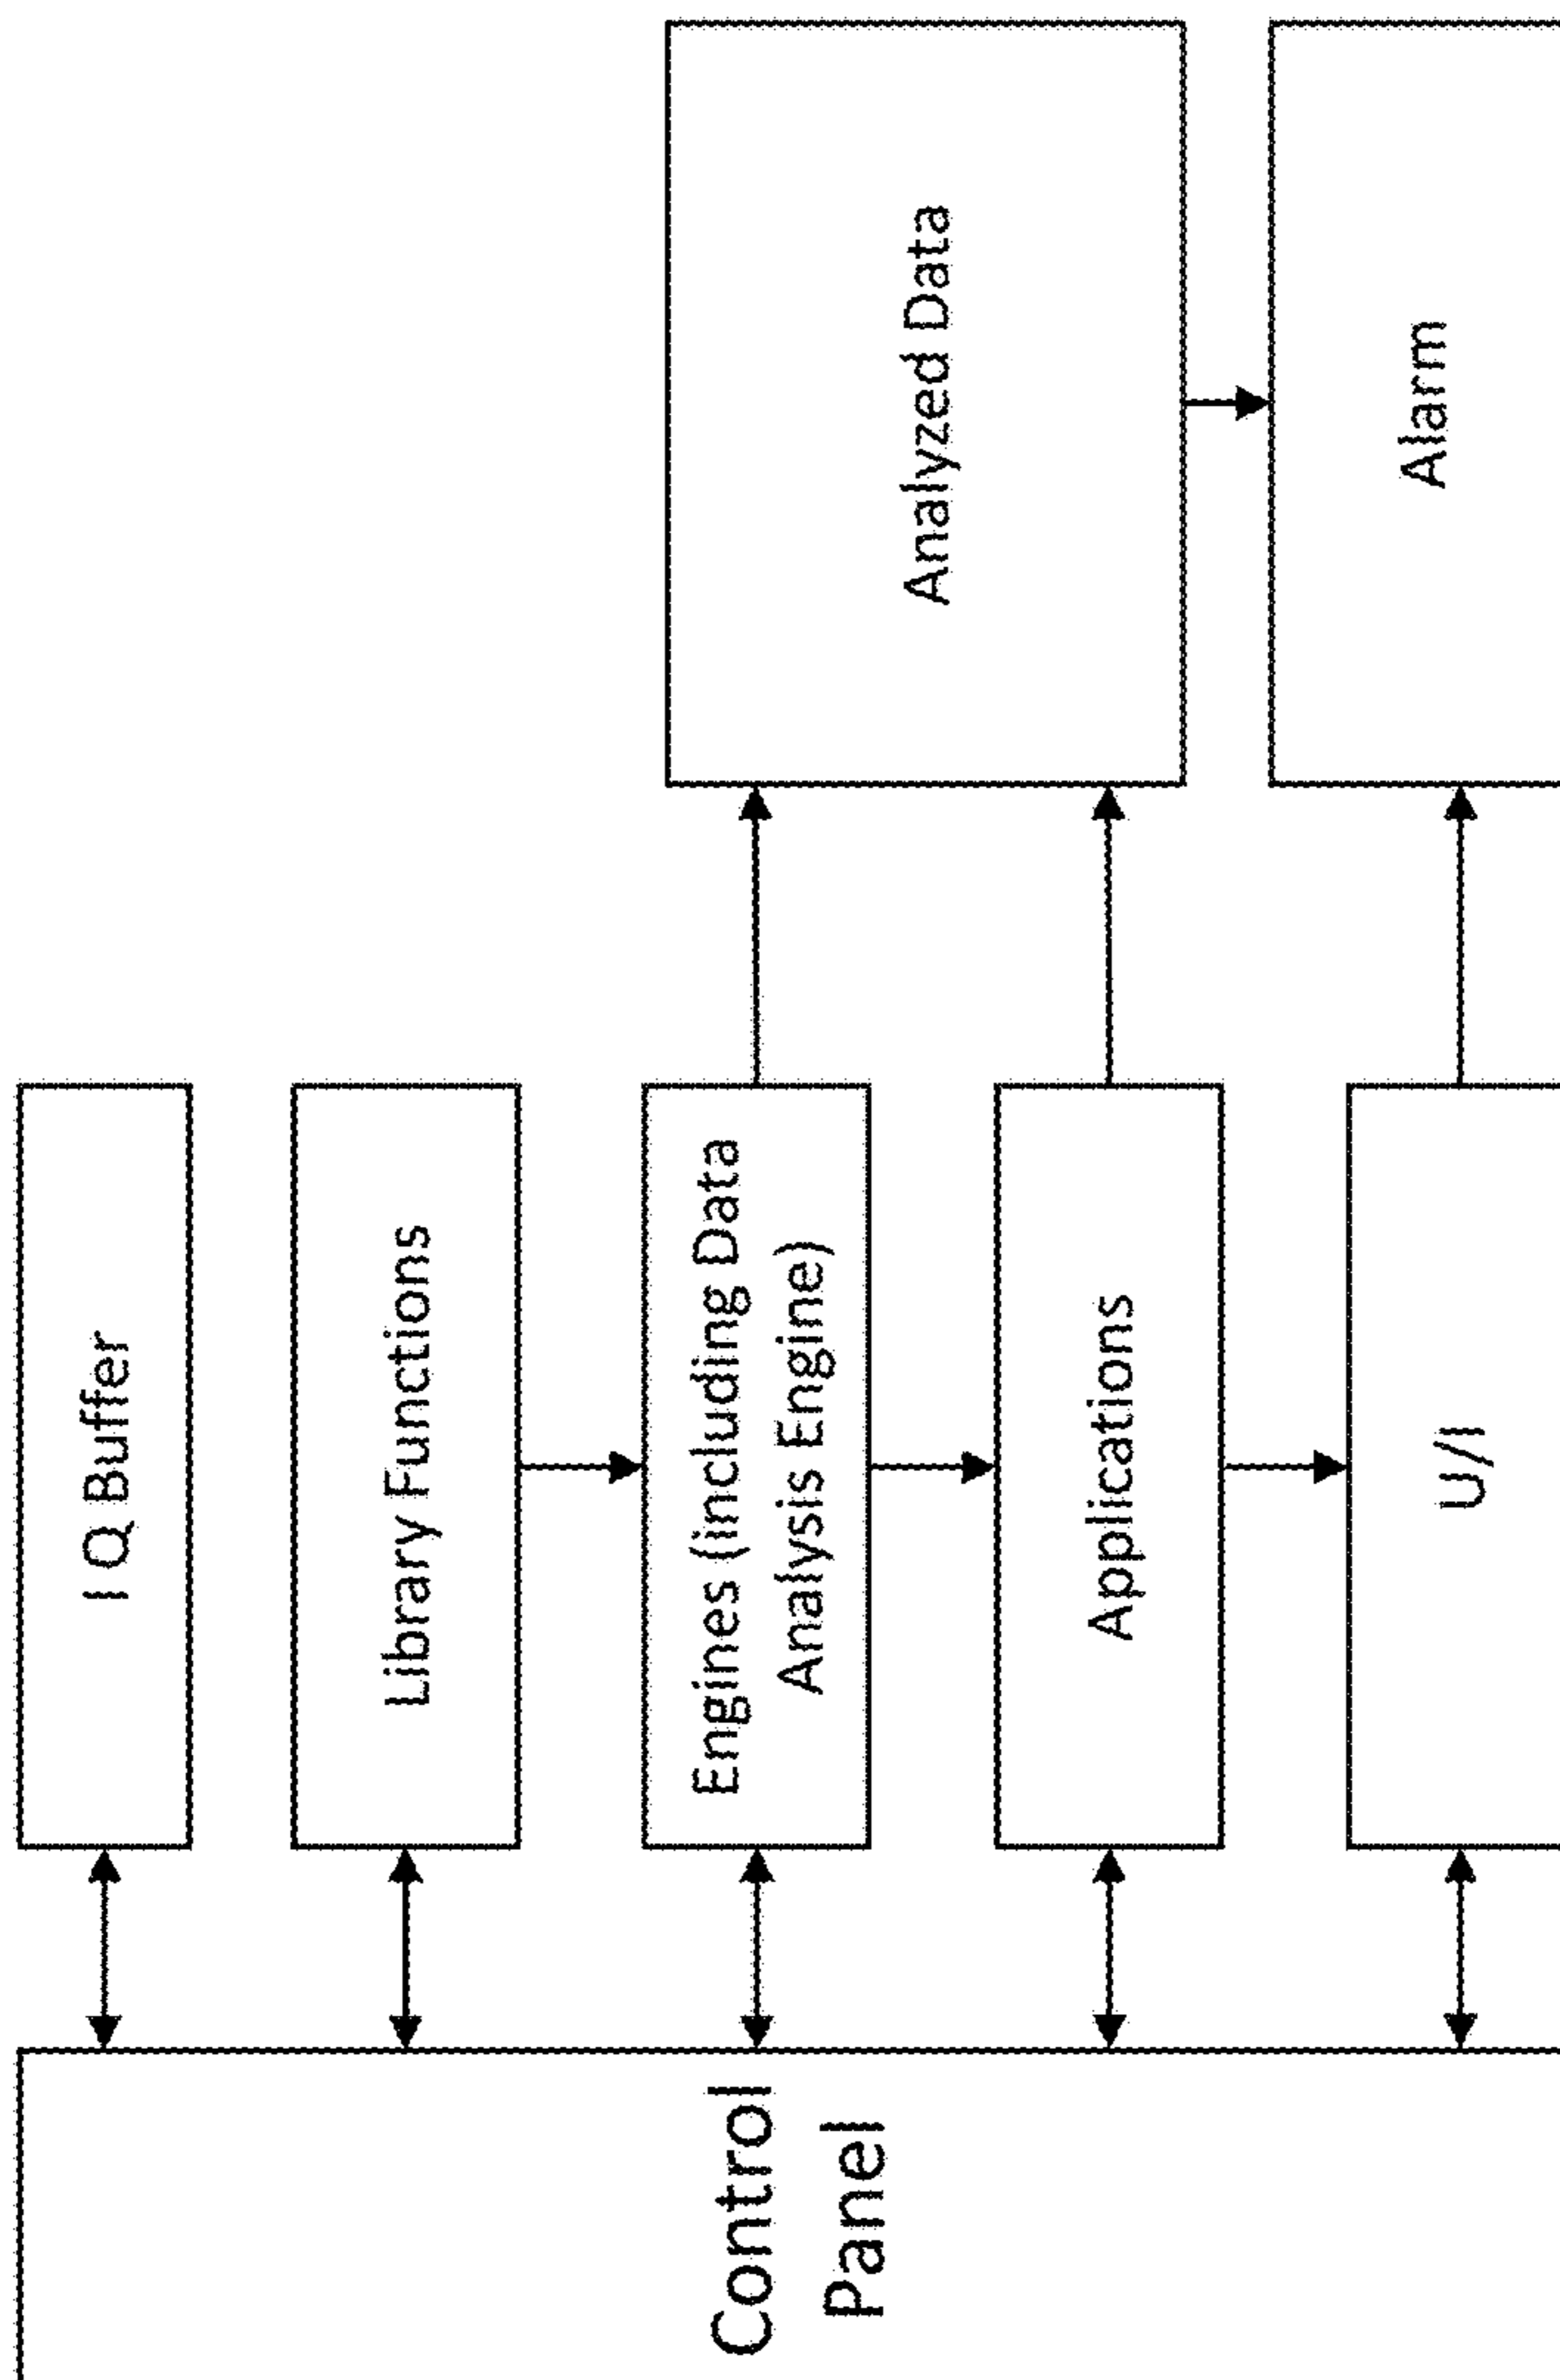 Control
Panel
I Q Buffer
Library Functions
Engines (including Data
Analysis Engine)
Applications
U/I
Analyzed Data
Alarm